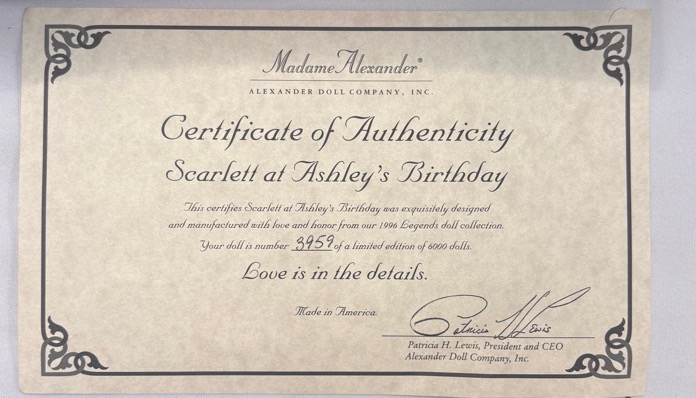 Madame Alexander®
ALEXANDER DOLL COMPANY, INC.
Certificate of Authenticity
Scarlett at Ashley's Birthday
This certifies Scarlett at Ashley's Birthday was exquisitely designed
and manufactured with love and honor from our 1996 Legends doll collection.
Your doll is number 3959 of a limited edition of 6000 dolls.
Love is in the details.
Made in America.
Patricia H. Lewis
Patricia H. Lewis, President and CEO
Alexander Doll Company, Inc.